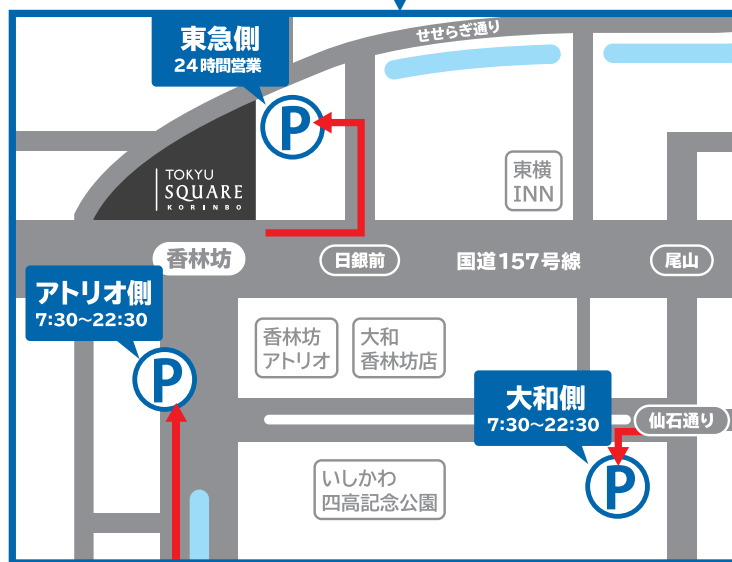 東急側
24時間営業
せせらぎ通り
P
TOKYU
SQUARE
KORINBO
東横
INN
香林坊
日銀前
国道157号線
尾山
アトリオ側
7:30~22:30
P
香林坊
アトリオ
大和
香林坊店
大和側
7:30~22:30
仙石通り
P
いしかわ
四高記念公園